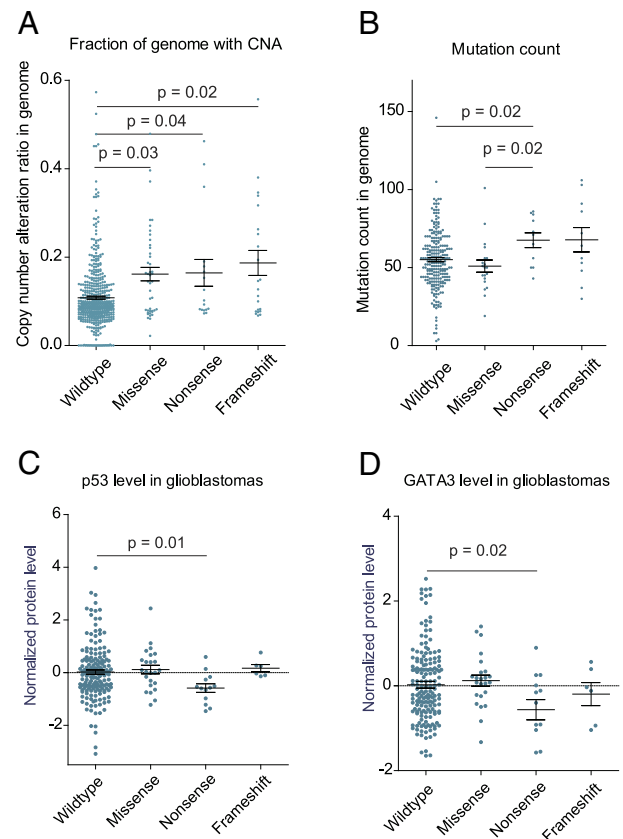 A
Fraction of genome with CNA
Copy number alteration ratio in genome
0.6
0.4
0.2
0.0
p = 0.02
p = 0.04
p = 0.03
Wildtype
Missense
Nonsense
Frameshift
B
Mutation count
Mutation count in genome
150
100
50
0
p = 0.02
p = 0.02
Wildtype
Missense
Nonsense
Frameshift
C
p53 level in glioblastomas
Normalized protein level
6
4
2
0
-2
p = 0.01
Wildtype
Missense
Nonsense
Frameshift
D
GATA3 level in glioblastomas
Normalized protein level
4
2
0
-2
p = 0.02
Wildtype
Missense
Nonsense
Frameshift